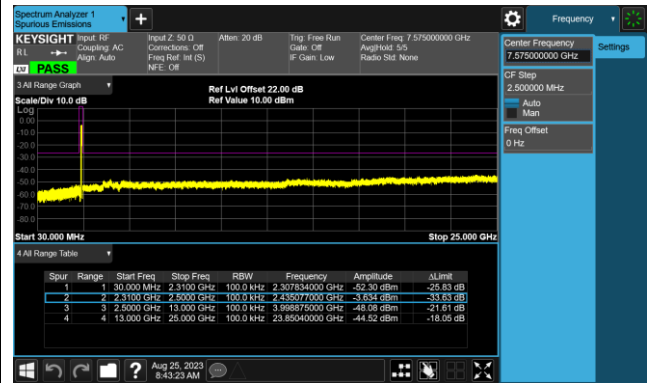 Spectrum Analyzer 1
Spurious Emissions
+
Frequency
KEYSIGHT
RL
LXI
PASS
Input: RF
Coupling: AC
Align: Auto
Input Z: 50 Ω
Corrections: Off
Freq Ref: Int (S)
NFE: Off
Atten: 20 dB
Trig: Free Run
Gate: Off
IF Gain: Low
Center Freq: 7.575000000 GHz
Avg|Hold: 5/5
Radio Std: None
Center Frequency
7.575000000 GHz
Settings
CF Step
2.500000 MHz
Auto
Man
Freq Offset
0 Hz
3 All Range Graph
Scale/Div 10.0 dB
Ref Lvl Offset 22.00 dB
Ref Value 10.00 dBm
Log
0.00
-10.0
-20.0
-30.0
-40.0
-50.0
-60.0
-70.0
-80.0
Start 30.000 MHz
Stop 25.000 GHz
4 All Range Table
Spur Range Start Freq Stop Freq RBW Frequency Amplitude ΔLimit
1 1 30.000 MHz 2.3100 GHz 100.0 kHz 2.307834000 GHz -52.30 dBm -25.83 dB
2 2 2.3100 GHz 2.5000 GHz 100.0 kHz 2.435077000 GHz -3.634 dBm -33.63 dB
3 3 2.5000 GHz 13.000 GHz 100.0 kHz 3.998875000 GHz -48.08 dBm -21.61 dB
4 4 13.000 GHz 25.000 GHz 100.0 kHz 23.85040000 GHz -44.52 dBm -18.05 dB
?
Aug 25, 2023
8:43:23 AM